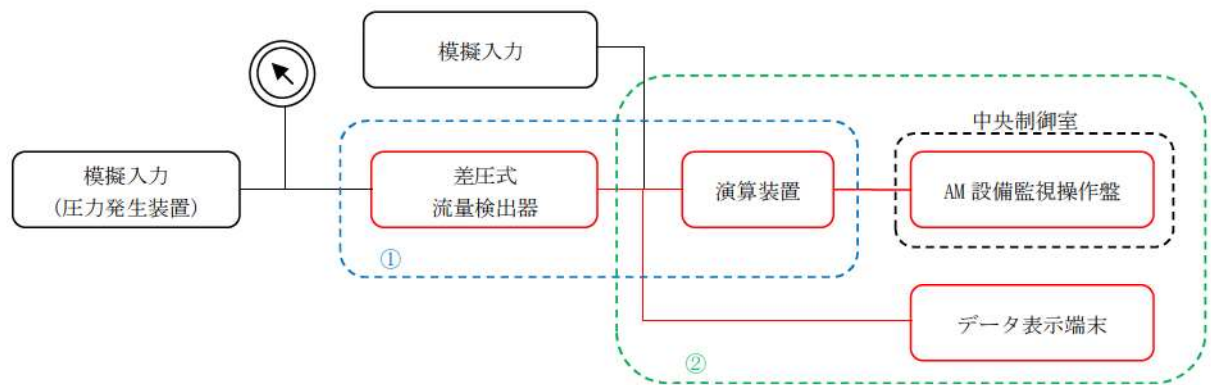 模擬入力
中央制御室
模擬入力
(圧力発生装置)
差圧式
流量検出器
演算装置
AM 設備監視操作盤
①
データ表示端末
②